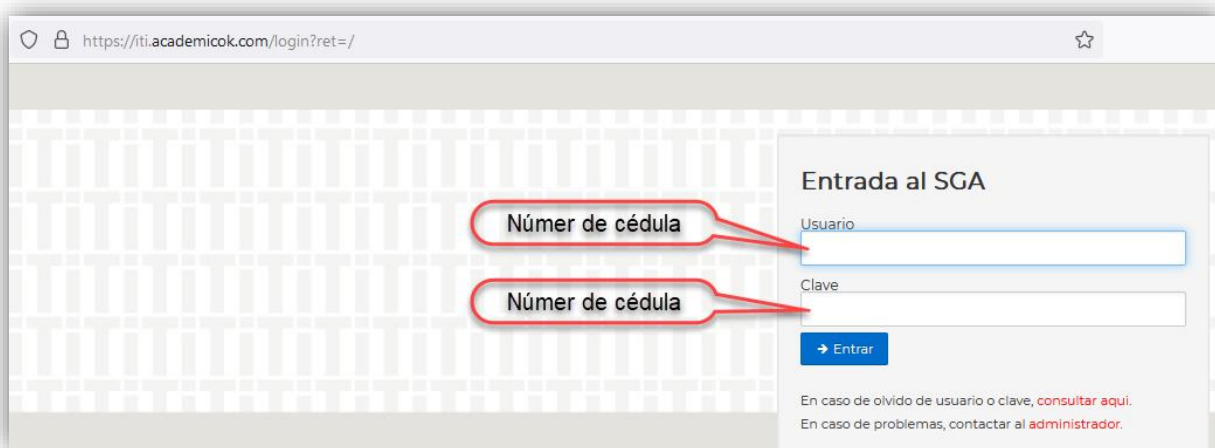 https://iti.academicok.com/login?ret=/
Entrada al SGA
Usuario
Númer de cédula
Clave
Númer de cédula
➔ Entrar
En caso de olvido de usuario o clave, consultar aqui.
En caso de problemas, contactar al administrador.